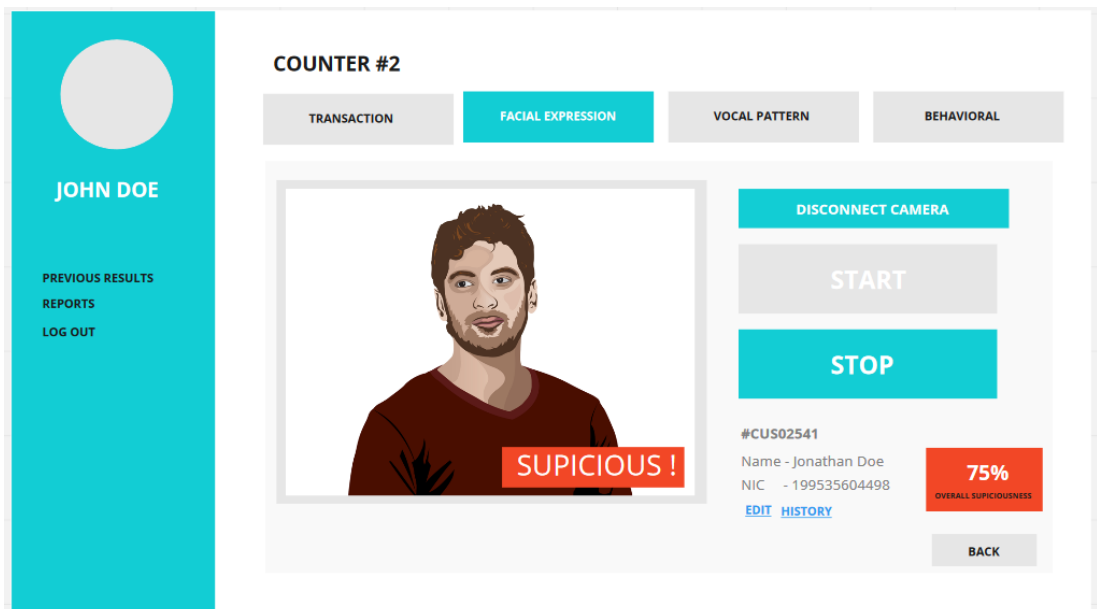 JOHN DOE
PREVIOUS RESULTS
REPORTS
LOG OUT
COUNTER #2
TRANSACTION
FACIAL EXPRESSION
VOCAL PATTERN
BEHAVIORAL
SUPICIOUS !
DISCONNECT CAMERA
START
STOP
#CUS02541
Name - Jonathan Doe
NIC - 199535604498
EDIT HISTORY
75%
OVERALL SUPICIOUSNESS
BACK